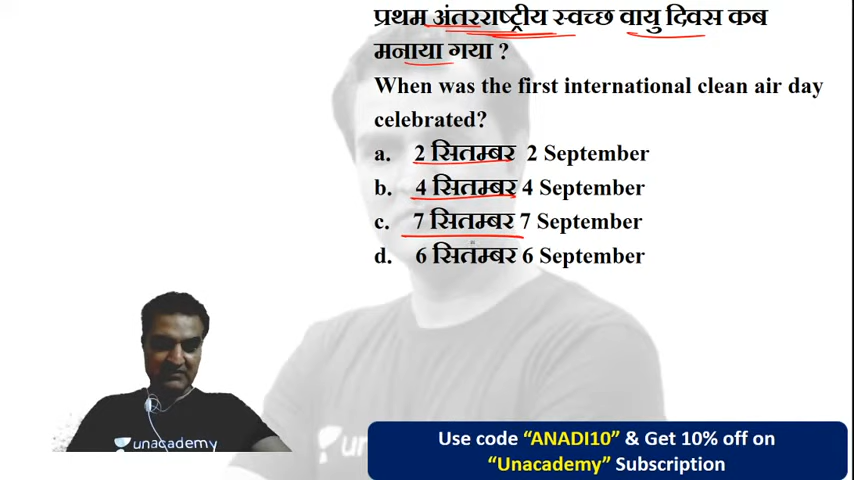 प्रथम अंतरराष्ट्रीय स्वच्छ वायु दिवस कब
मनाया गया ?
When was the first international clean air day
celebrated?
a. 2 सितम्बर 2 September
b. 4 सितम्बर 4 September
c. 7 सितम्बर 7 September
d. 6 सितम्बर 6 September
unacademy
Use code “ANADI10” & Get 10% off on
“Unacademy” Subscription